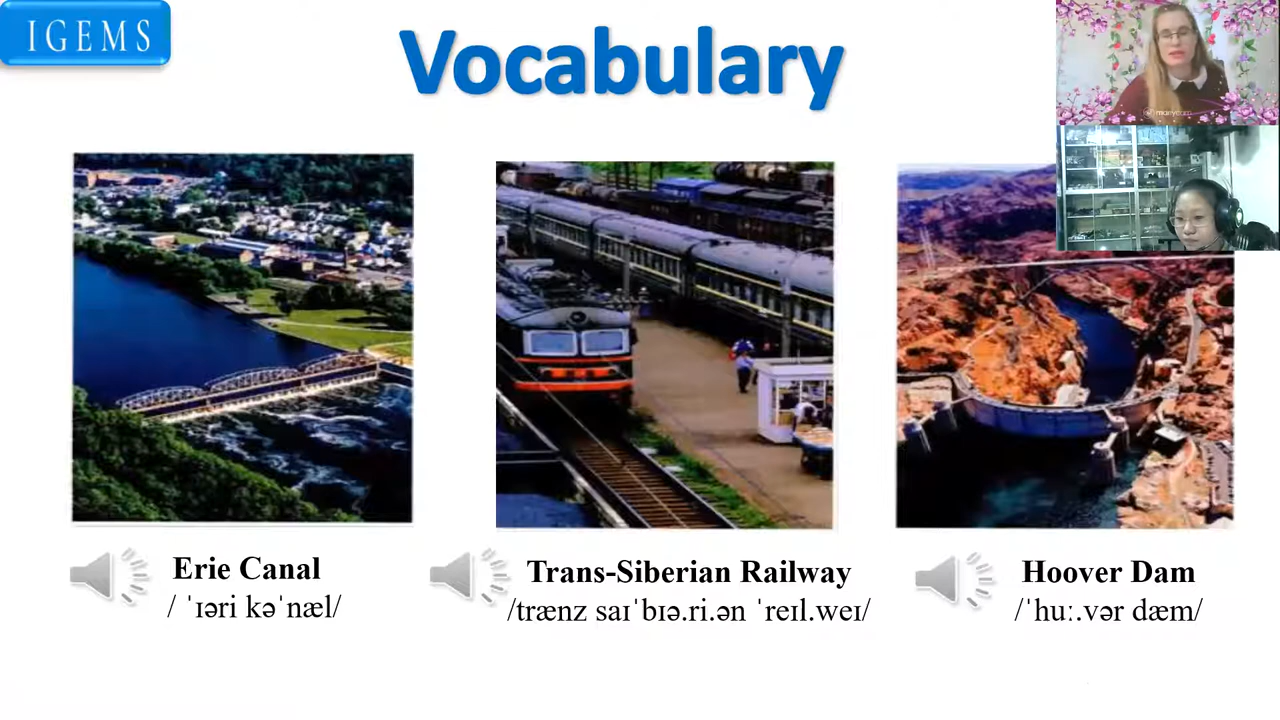 IGEMS
Vocabulary
manycam
Erie Canal
/ ˈɪəri kəˈnæl/
Trans-Siberian Railway
/trænz saɪˈbɪə.ri.ən ˈreɪl.weɪ/
Hoover Dam
/ˈhuː.vər dæm/